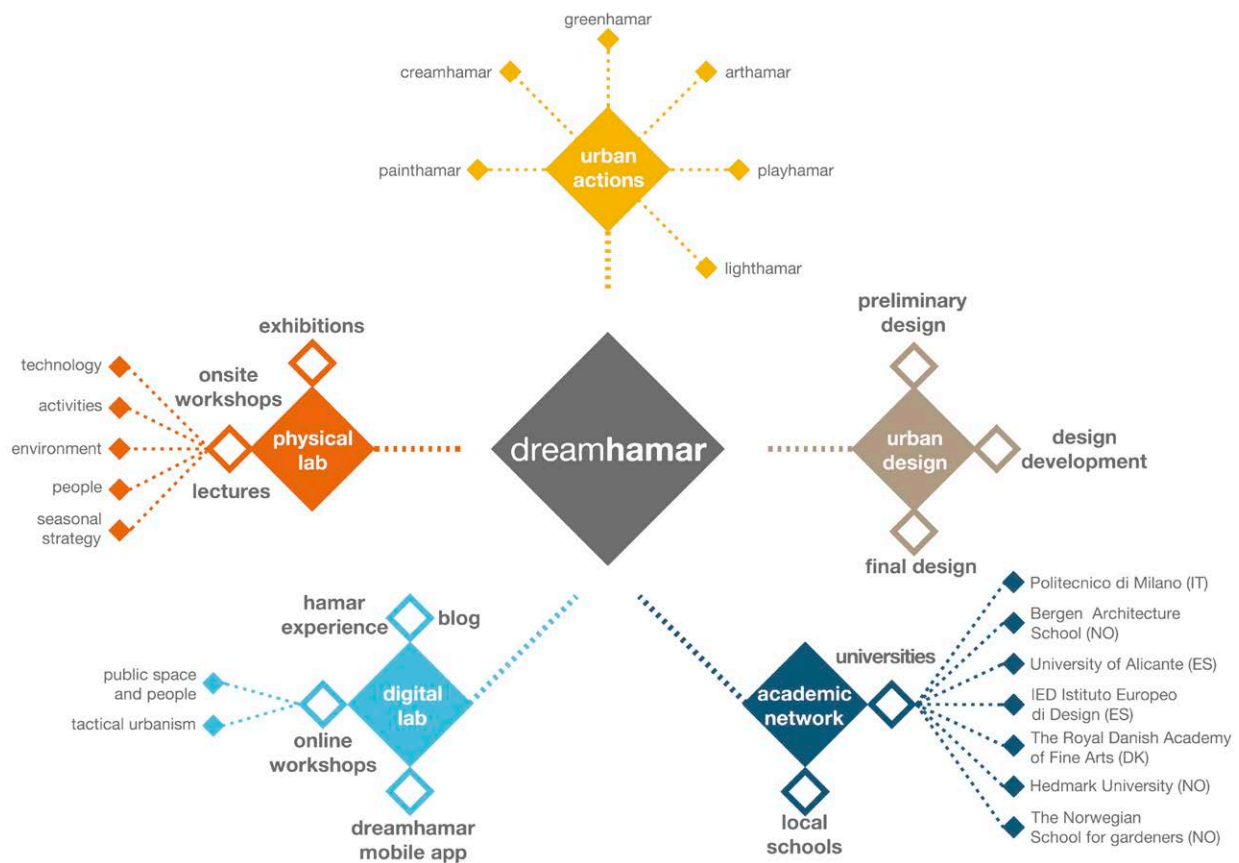 greenhamar
creamhamar
arthamar
urban
actions
painthamar
playhamar
lighthamar
exhibitions
technology
onsite
workshops
activities
physical
lab
environment
people
lectures
seasonal
strategy
dreamhamar
preliminary
design
urban
design
design
development
final design
hamar
experience
blog
public space
and people
digital
lab
tactical urbanism
online
workshops
dreamhamar
mobile app
universities
academic
network
local
schools
Politecnico di Milano (IT)
Bergen Architecture
School (NO)
University of Alicante (ES)
IED Istituto Europeo
di Design (ES)
The Royal Danish Academy
of Fine Arts (DK)
Hedmark University (NO)
The Norwegian
School for gardeners (NO)